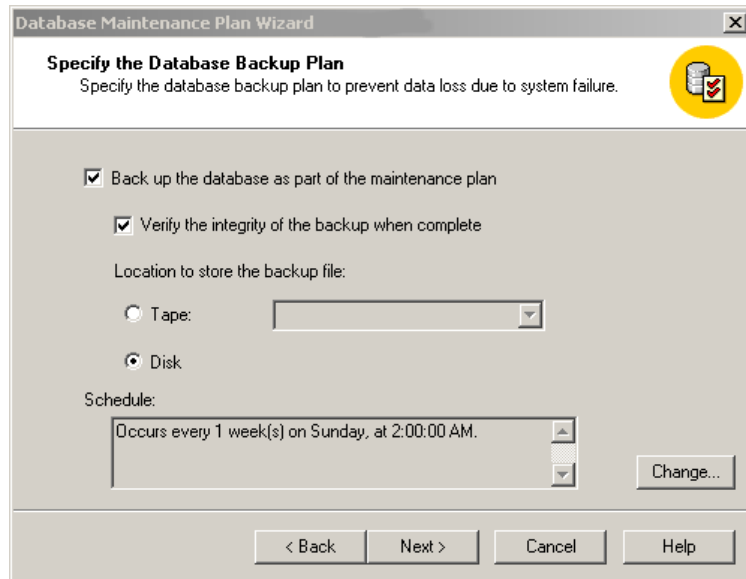 Database Maintenance Plan Wizard
Specify the Database Backup Plan
Specify the database backup plan to prevent data loss due to system failure.
Back up the database as part of the maintenance plan
Verify the integrity of the backup when complete
Location to store the backup file:
Tape:
Disk
Schedule:
Occurs every 1 week(s) on Sunday, at 2:00:00 AM.
Change...
< Back
Next >
Cancel
Help